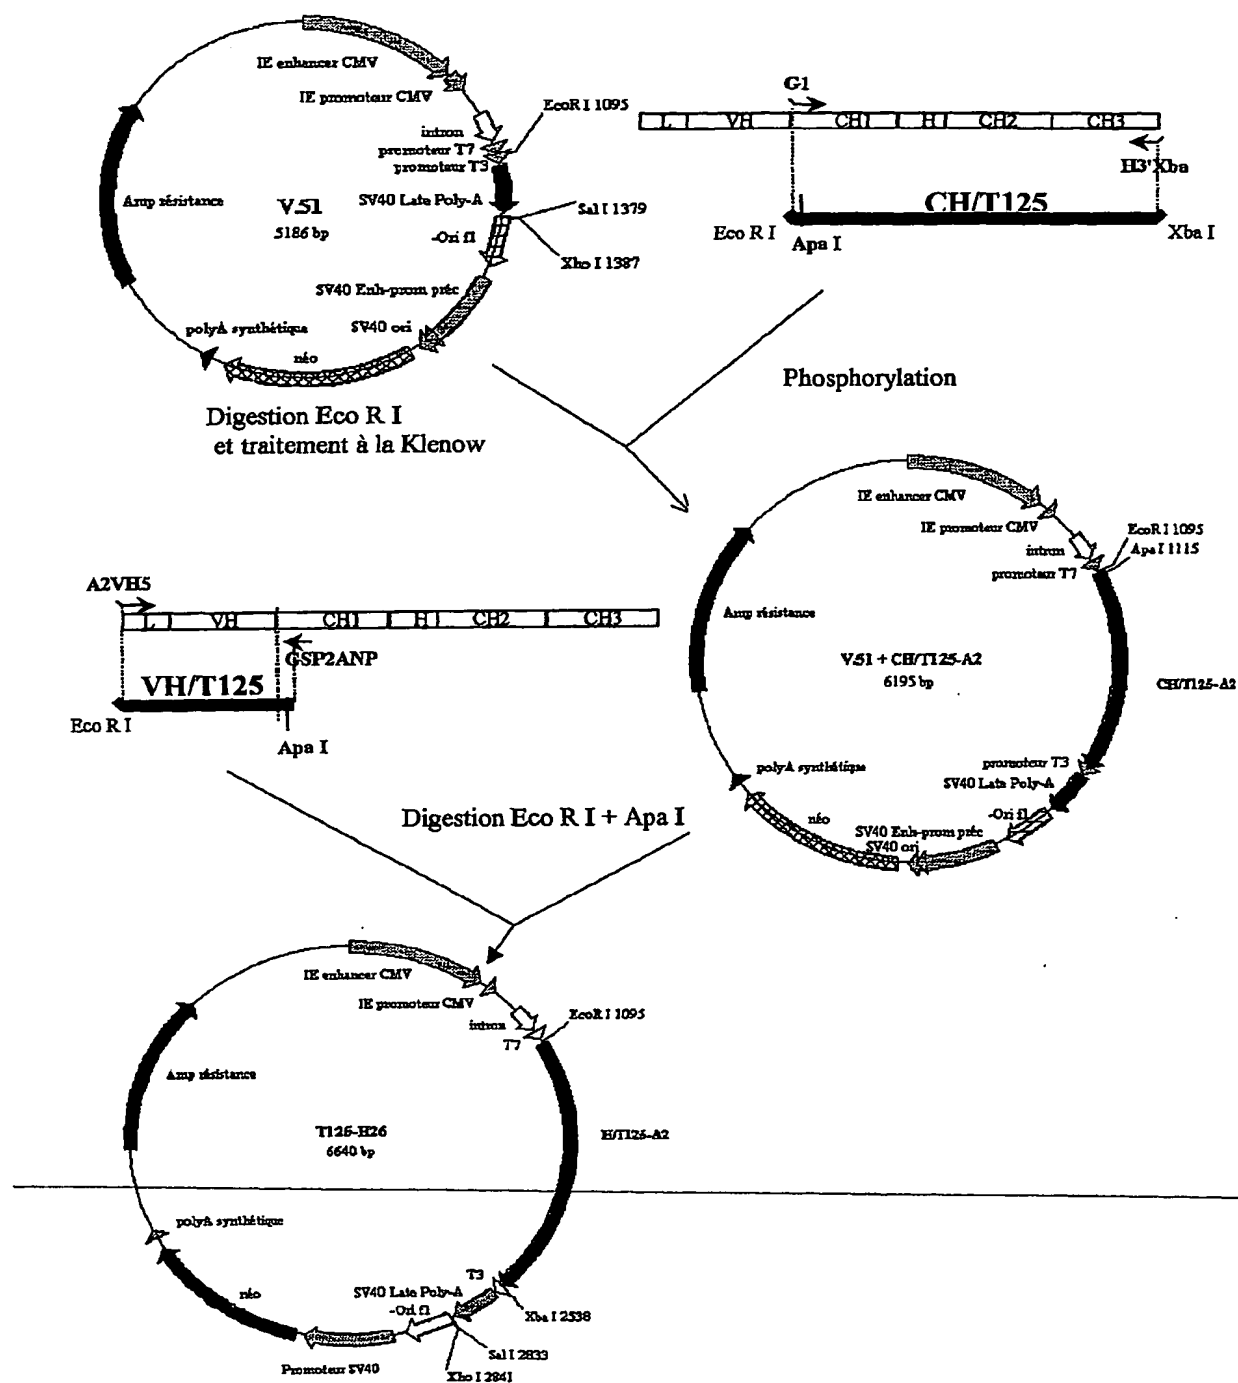 IE enhancer CMV
IE promoteur CMV
EcoR I 1095
intron
promoteur T7
promoteur T3
Amp résistance
V51
5186 bp
SV40 Late Poly-A
Sal I 1379
-Ori f1
Xho I 1387
SV40 Enh-prom préc
SV40 ori
polyA synthétique
néo
Digestion Eco R I
et traitement à la Klenow
G1
L VH CH1 H CH2 CH3
H3'Xba
CH/T125
Eco R I
Apa I
Xba I
Phosphorylation
A2VH5
L VH CH1 H CH2 CH3
GSP2ANP
VH/T125
Eco R I
Apa I
IE enhancer CMV
IE promoteur CMV
EcoR I 1095
Apa I 1115
intron
promoteur T7
Amp résistance
V51 + CH/T125-A2
6195 bp
CH/T125-A2
promoteur T3
SV40 Late Poly-A
polyA synthétique
-Ori f1
néo
SV40 Enh-prom préc
SV40 ori
Digestion Eco R I + Apa I
IE enhancer CMV
IE promoteur CMV
EcoR I 1095
intron
T7
Amp résistance
T125-H26
6640 bp
H/T125-A2
polyA synthétique
T3
SV40 Late Poly-A
néo
-Ori f1
Xba I 2538
Sal I 2833
Promoteur SV40
Xho I 2841